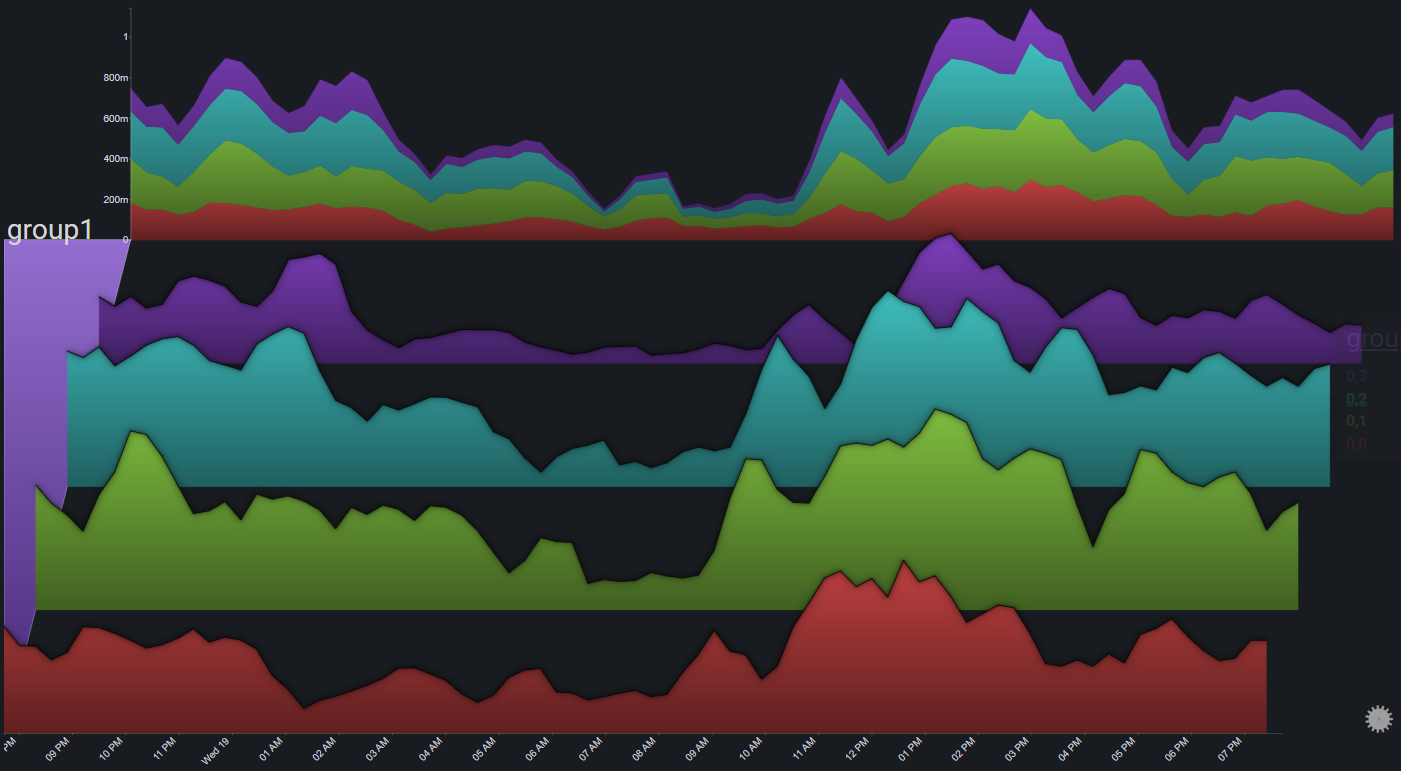 1
800m
600m
400m
200m
0
group1
grou
0,3
0,2
0,1
0,0
PM
09 PM
10 PM
11 PM
Wed 19
01 AM
02 AM
03 AM
04 AM
05 AM
06 AM
07 AM
08 AM
09 AM
10 AM
11 AM
12 PM
01 PM
02 PM
03 PM
04 PM
05 PM
06 PM
07 PM